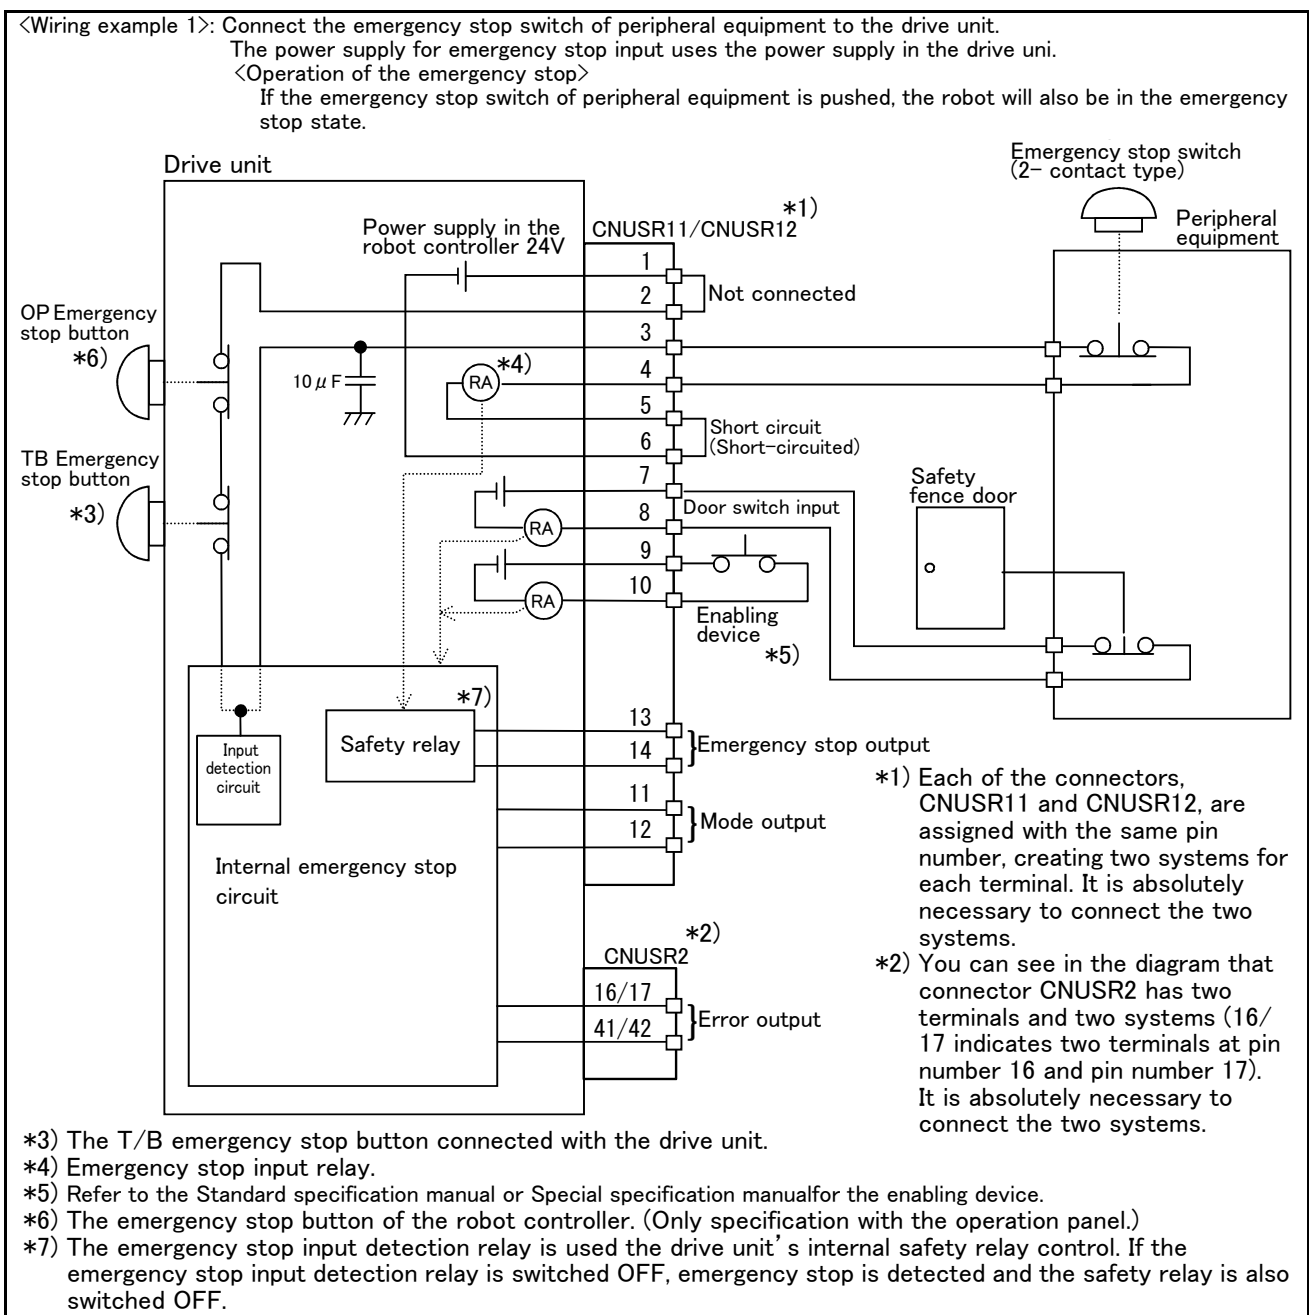 <Wiring example 1>: Connect the emergency stop switch of peripheral equipment to the drive unit.
The power supply for emergency stop input uses the power supply in the drive uni.
<Operation of the emergency stop>
If the emergency stop switch of peripheral equipment is pushed, the robot will also be in the emergency
stop state.
Drive unit
Emergency stop switch
(2- contact type)
Peripheral
equipment
Power supply in the
robot controller 24V
*1)
CNUSR11/CNUSR12
1
2
Not connected
OP Emergency
stop button
*6)
3
10μF
RA
*4)
4
5
6
Short circuit
(Short-circuited)
TB Emergency
stop button
*3)
7
Door switch input
8
RA
9
10
RA
Enabling
device
*5)
Safety
fence door
*7)
Safety relay
Input
detection
circuit
13
14
Emergency stop output
11
12
Mode output
Internal emergency stop
circuit
*2)
CNUSR2
16/17
41/42
Error output
*1) Each of the connectors,
CNUSR11 and CNUSR12, are
assigned with the same pin
number, creating two systems for
each terminal. It is absolutely
necessary to connect the two
systems.
*2) You can see in the diagram that
connector CNUSR2 has two
terminals and two systems (16/
17 indicates two terminals at pin
number 16 and pin number 17).
It is absolutely necessary to
connect the two systems.
*3) The T/B emergency stop button connected with the drive unit.
*4) Emergency stop input relay.
*5) Refer to the Standard specification manual or Special specification manualfor the enabling device.
*6) The emergency stop button of the robot controller. (Only specification with the operation panel.)
*7) The emergency stop input detection relay is used the drive unit's internal safety relay control. If the
emergency stop input detection relay is switched OFF, emergency stop is detected and the safety relay is also
switched OFF.